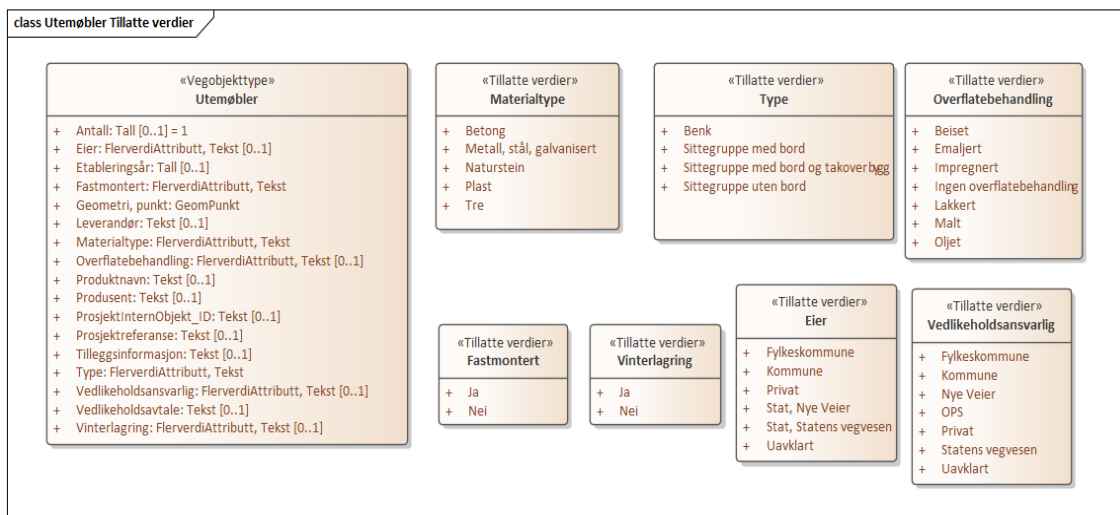 class Utemøbler Tillatte verdier
«Vegobjekttype»
Utemøbler
+ Antall: Tall [0..1] = 1
+ Eier: FlerverdiAttributt, Tekst [0..1]
+ Etableringsår: Tall [0..1]
+ Fastmontert: FlerverdiAttributt, Tekst
+ Geometri, punkt: GeomPunkt
+ Leverandør: Tekst [0..1]
+ Materialtype: FlerverdiAttributt, Tekst
+ Overflatebehandling: FlerverdiAttributt, Tekst [0..1]
+ Produktnavn: Tekst [0..1]
+ Produsent: Tekst [0..1]
+ ProsjektInternObjekt_ID: Tekst [0..1]
+ Prosjektreferanse: Tekst [0..1]
+ Tilleggsinformasjon: Tekst [0..1]
+ Type: FlerverdiAttributt, Tekst
+ Vedlikeholdsansvarlig: FlerverdiAttributt, Tekst [0..1]
+ Vedlikeholdsavtale: Tekst [0..1]
+ Vinterlagring: FlerverdiAttributt, Tekst [0..1]
«Tillatte verdier»
Materialtype
+ Betong
+ Metall, stål, galvanisert
+ Naturstein
+ Plast
+ Tre
«Tillatte verdier»
Type
+ Benk
+ Sittegruppe med bord
+ Sittegruppe med bord og takoverbygg
+ Sittegruppe uten bord
«Tillatte verdier»
Overflatebehandling
+ Beiset
+ Emaljert
+ Impregnert
+ Ingen overflatebehandling
+ Lakkert
+ Malt
+ Oljet
«Tillatte verdier»
Fastmontert
+ Ja
+ Nei
«Tillatte verdier»
Vinterlagring
+ Ja
+ Nei
«Tillatte verdier»
Eier
+ Fylkeskommune
+ Kommune
+ Privat
+ Stat, Nye Veier
+ Stat, Statens vegvesen
+ Uavklart
«Tillatte verdier»
Vedlikeholdsansvarlig
+ Fylkeskommune
+ Kommune
+ Nye Veier
+ OPS
+ Privat
+ Statens vegvesen
+ Uavklart